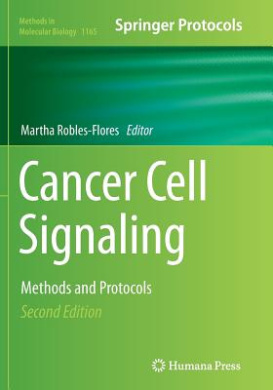 Methods in
Molecular Biology 1165
Springer Protocols
Martha Robles-Flores Editor
Cancer Cell
Signaling
Methods and Protocols
Second Edition
Humana Press